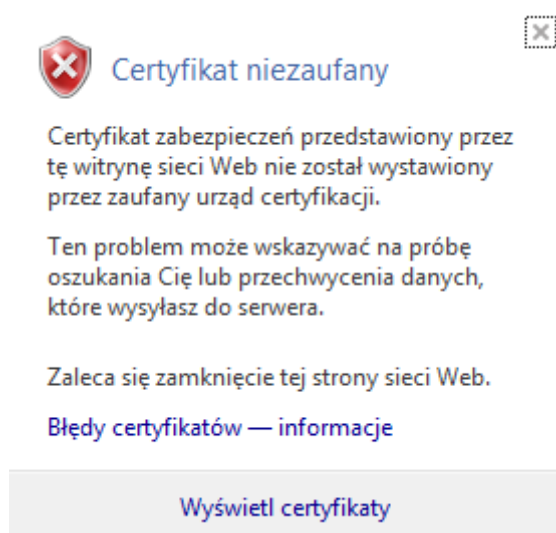 Certyfikat niezaufany
Certyfikat zabezpieczeń przedstawiony przez
tę witrynę sieci Web nie został wystawiony
przez zaufany urząd certyfikacji.
Ten problem może wskazywać na próbę
oszukania Cię lub przechwycenia danych,
które wysyłasz do serwera.
Zaleca się zamknięcie tej strony sieci Web.
Błędy certyfikatów — informacje
Wyświetl certyfikaty